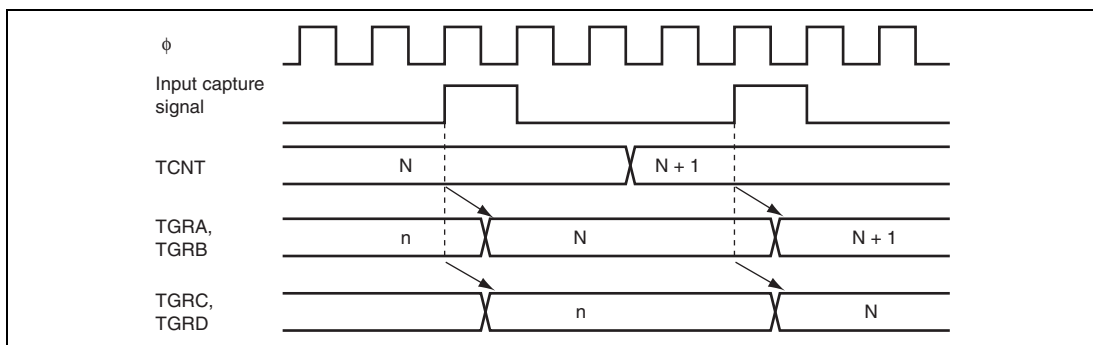 ϕ
Input capture
signal
TCNT
N
N + 1
TGRA,
TGRB
n
N
N + 1
TGRC,
TGRD
n
N